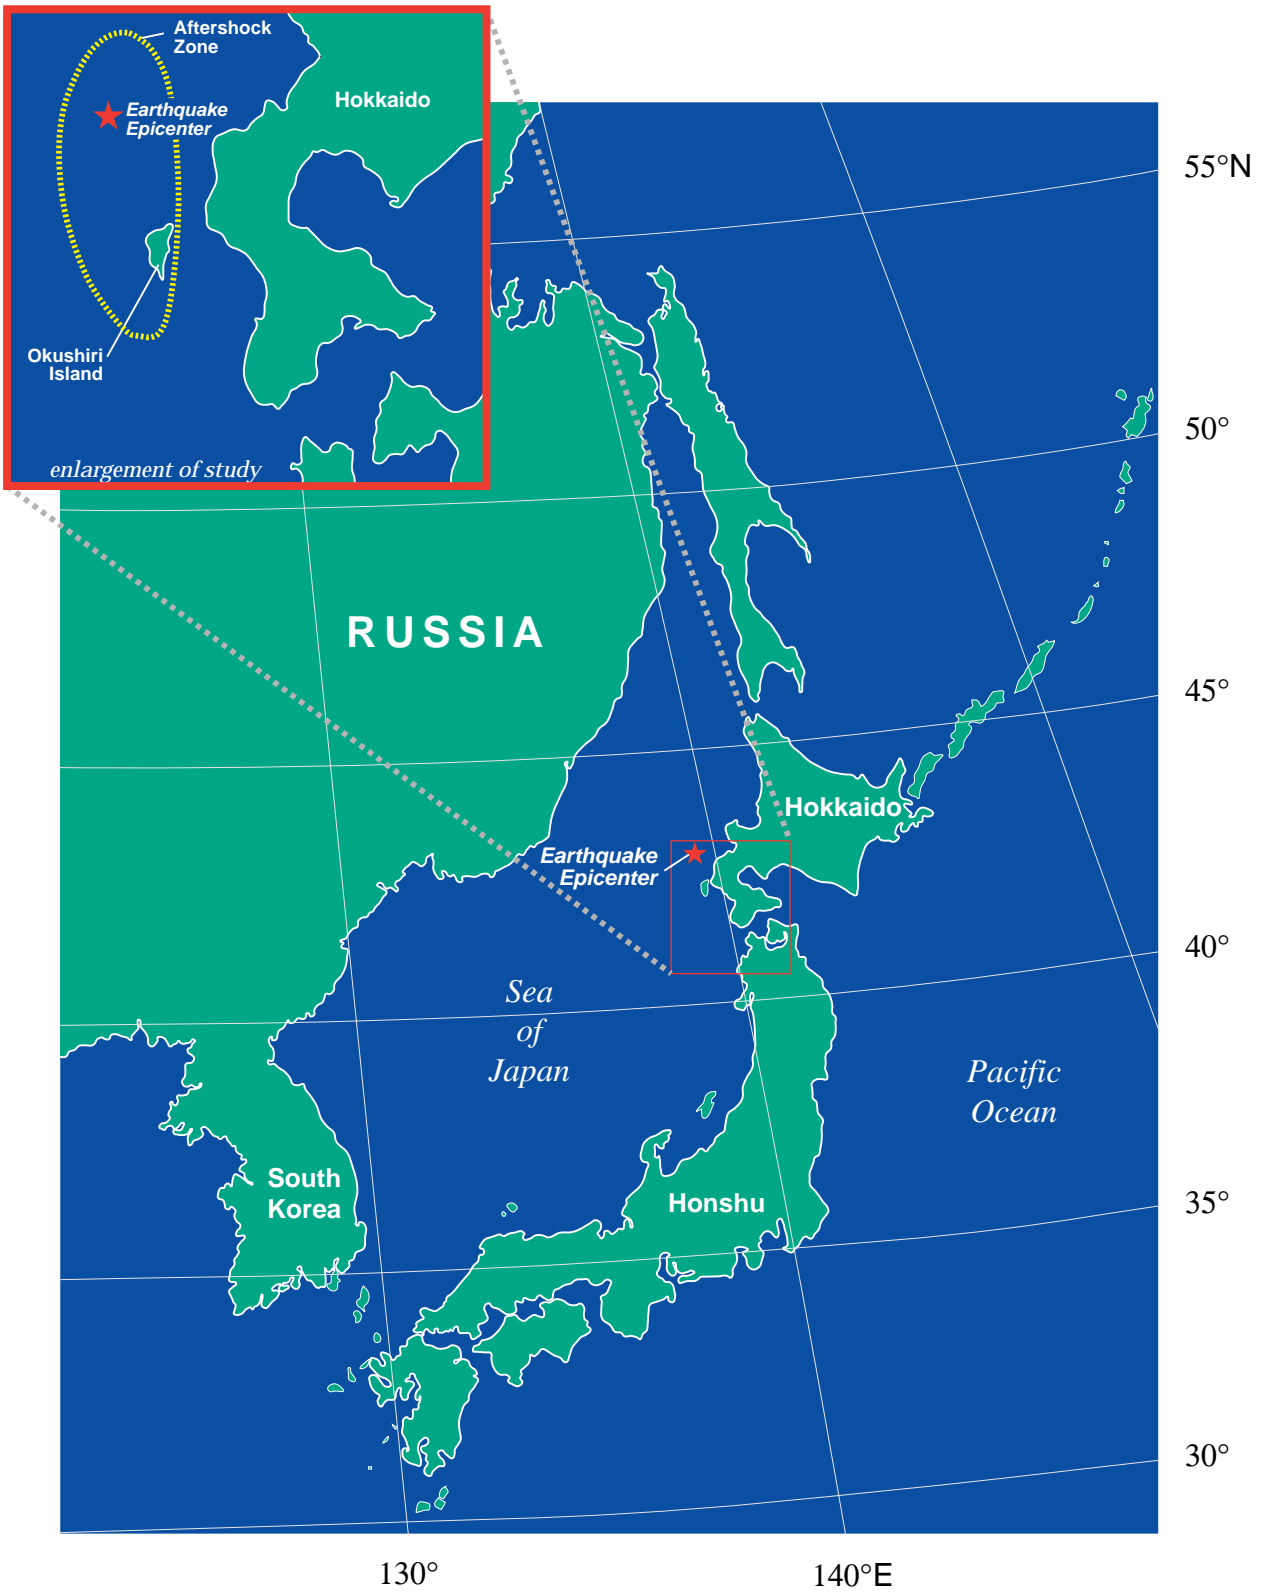 Aftershock
Zone
Hokkaido
Earthquake
Epicenter
Okushiri
Island
enlargement of study
55°N
50°
45°
40°
35°
30°
RUSSIA
Hokkaido
Earthquake
Epicenter
Sea
of
Japan
Pacific
Ocean
South
Korea
Honshu
130°
140°E